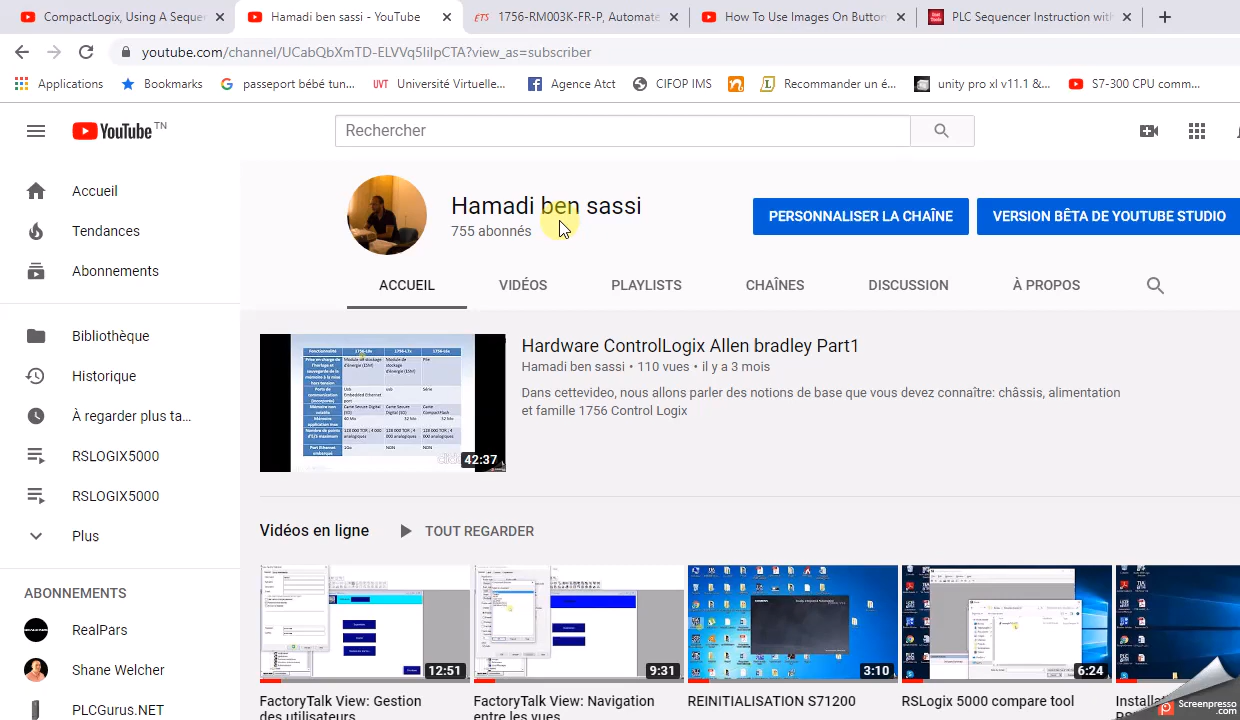 CompactLogix, Using A Sequen
Hamadi ben sassi - YouTube
ETS 1756-RM003K-FR-P, Automate
How To Use Images On Button
PLC Sequencer Instruction with
youtube.com/channel/UCabQbXmTD-ELVVq5IilpCTA?view_as=subscriber
Applications
Bookmarks
passeport bébé tun...
UVT Université Virtuelle...
Agence Atct
CIFOP IMS
Recommander un é...
unity pro xl v11.1 &...
S7-300 CPU comm...
YouTube TN
Rechercher
Accueil
Tendances
Abonnements
Bibliothèque
Historique
À regarder plus ta...
RSLOGIX5000
RSLOGIX5000
Plus
ABONNEMENTS
RealPars
Shane Welcher
PLCGurus.NET
Hamadi ben sassi
755 abonnés
PERSONNALISER LA CHAÎNE
VERSION BÊTA DE YOUTUBE STUDIO
ACCUEIL
VIDÉOS
PLAYLISTS
CHAÎNES
DISCUSSION
À PROPOS
42:37
Hardware ControlLogix Allen bradley Part1
Hamadi ben sassi • 110 vues • il y a 3 mois
Dans cettevideo, nous allons parler des notions de base que vous devez connaître: châssis, alimentation
et famille 1756 Control Logix
Vidéos en ligne
TOUT REGARDER
12:51
9:31
3:10
6:24
FactoryTalk View: Gestion
des utilisateurs
FactoryTalk View: Navigation
entre les vues
REINITIALISATION S71200
RSLogix 5000 compare tool
Screenpresso
.com